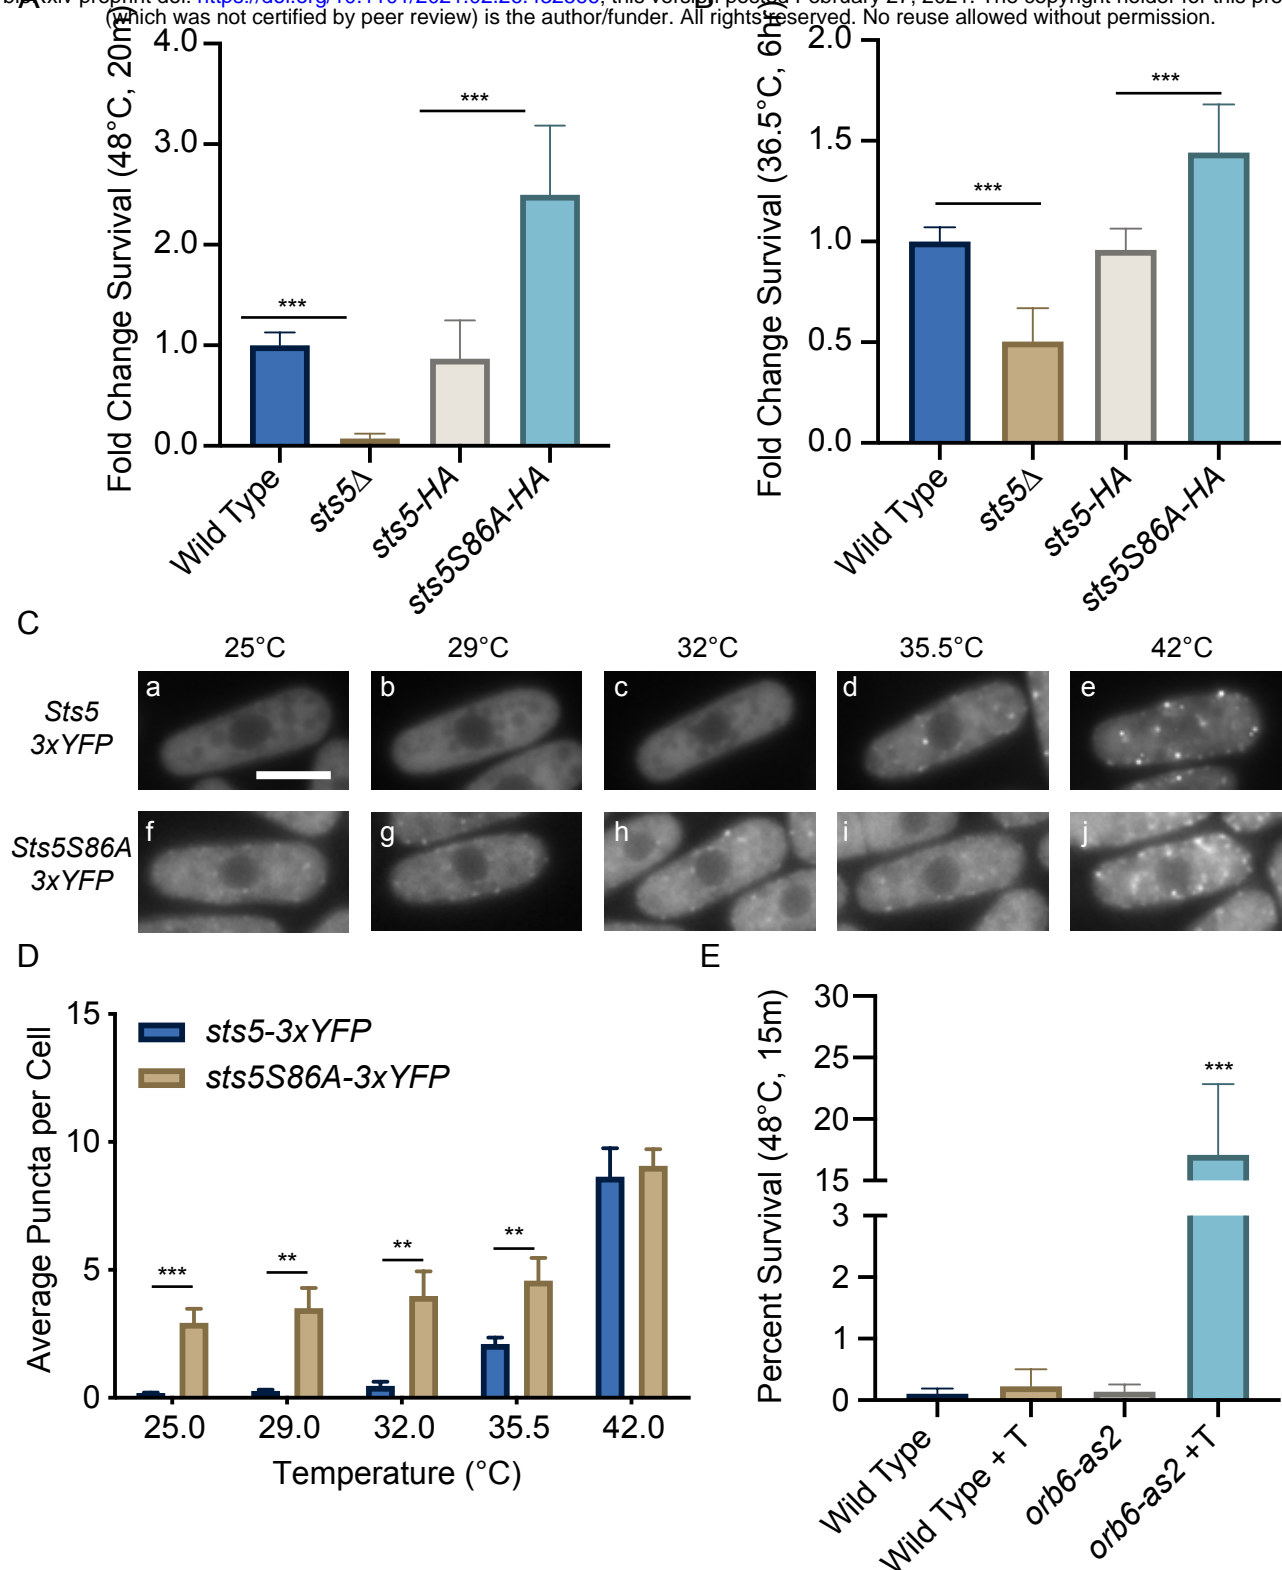 (which was not certified by peer review) is the author/funder. All rights reserved. No reuse allowed without permission.
Fold Change Survival (48°C, 20m)
4.0
3.0
2.0
1.0
0.0
***
***
Wild Type
sts5Δ
sts5-HA
sts5S86A-HA
Fold Change Survival (36.5°C, 6hr)
2.0
1.5
1.0
0.5
0.0
***
***
Wild Type
sts5Δ
sts5-HA
sts5S86A-HA
C
25°C 29°C 32°C 35.5°C 42°C
Sts5
3xYFP
a b c d e
Sts5S86A
3xYFP
f g h i j
D
Average Puncta per Cell
15
10
5
0
sts5-3xYFP
sts5S86A-3xYFP
*** ** ** **
25.0 29.0 32.0 35.5 42.0
Temperature (°C)
E
Percent Survival (48°C, 15m)
30
25
20
15
3
2
1
0
***
Wild Type
Wild Type + T
orb6-as2
orb6-as2 +T